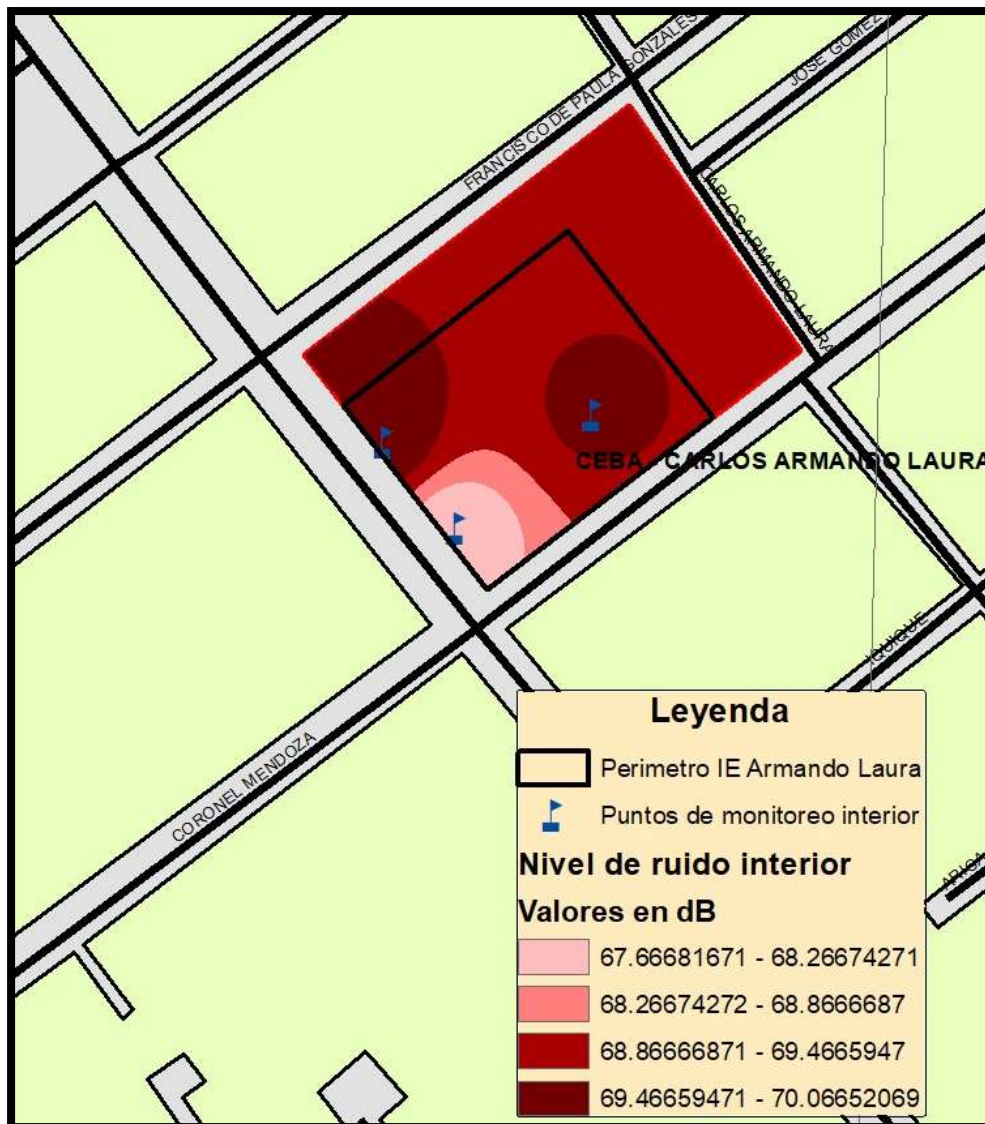 FRANCISCO DE PAULA GONZALES
JOSE GOMEZ
CARLOS ARMANDO LAURA
CEBA - CARLOS ARMANDO LAURA
IQUIQUE
CORONEL MENDOZA
ARICA
Leyenda
Perimetro IE Armando Laura
Puntos de monitoreo interior
Nivel de ruido interior
Valores en dB
67.66681671 - 68.26674271
68.26674272 - 68.8666687
68.86666871 - 69.4665947
69.46659471 - 70.06652069